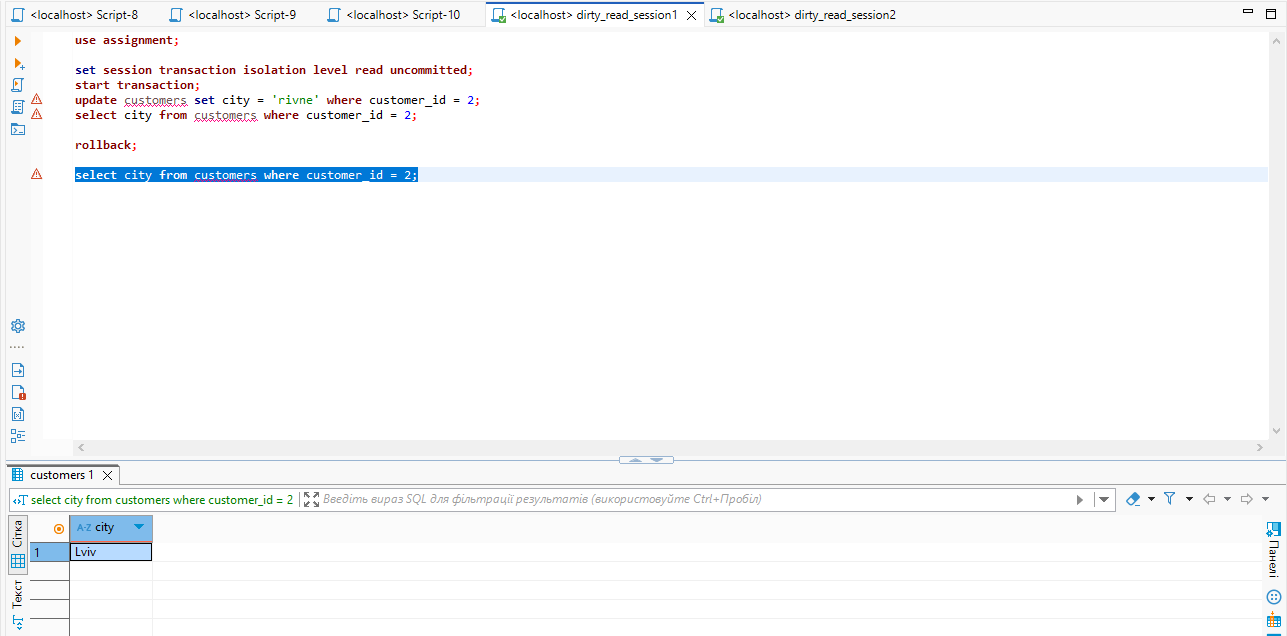 <localhost> Script-8
<localhost> Script-9
<localhost> Script-10
<localhost> dirty_read_session1
<localhost> dirty_read_session2
use assignment;
set session transaction isolation level read uncommitted;
start transaction;
update customers set city = 'rivne' where customer_id = 2;
select city from customers where customer_id = 2;
rollback;
select city from customers where customer_id = 2;
customers 1
select city from customers where customer_id = 2
Введіть вираз SQL для фільтрації результатів (використовуйте Ctrl+Пробіл)
Сітка
A-Z city
1 Lviv
Текст
Панелі